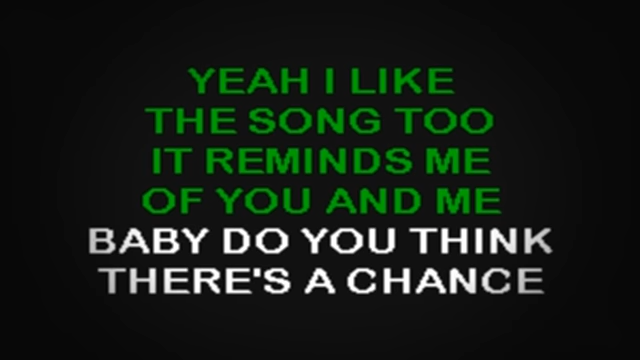 YEAH I LIKE
THE SONG TOO
IT REMINDS ME
OF YOU AND ME
BABY DO YOU THINK
THERE'S A CHANCE